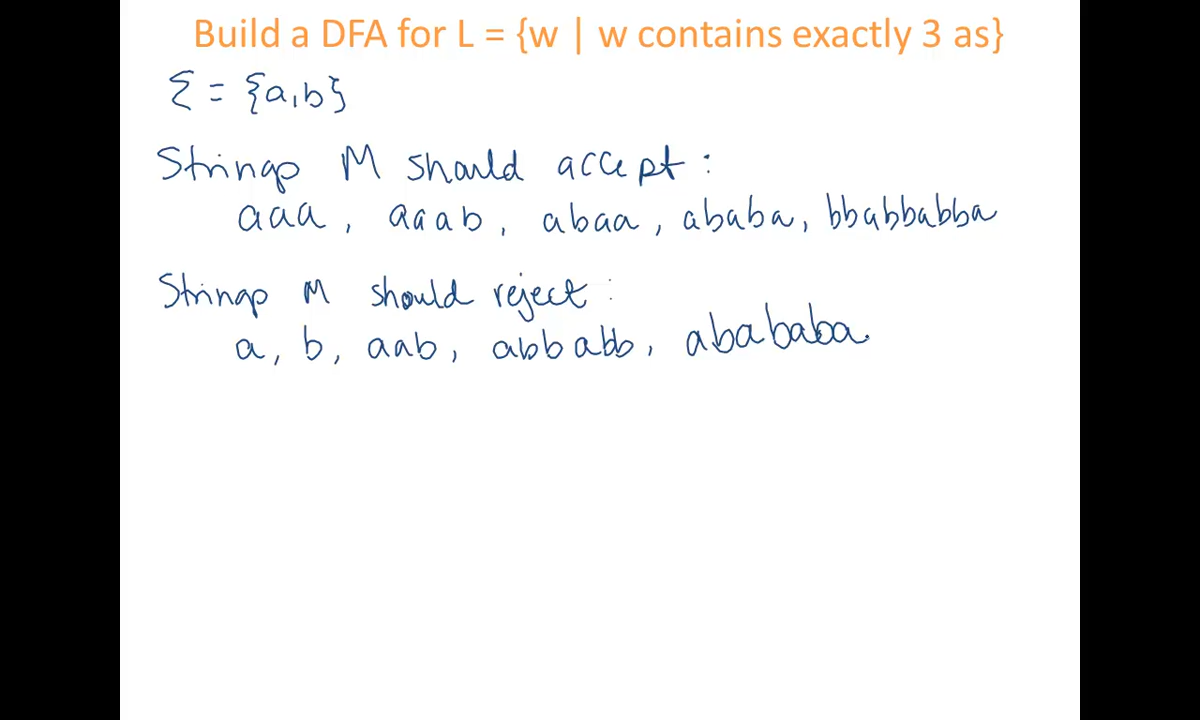 Build a DFA for L = {w | w contains exactly 3 as}
Σ = {a,b}
Strings M should accept :
aaa , aaab , abaa , ababa , bbabbabba
Strings M should reject :
a , b , aab , abbabb , abababa